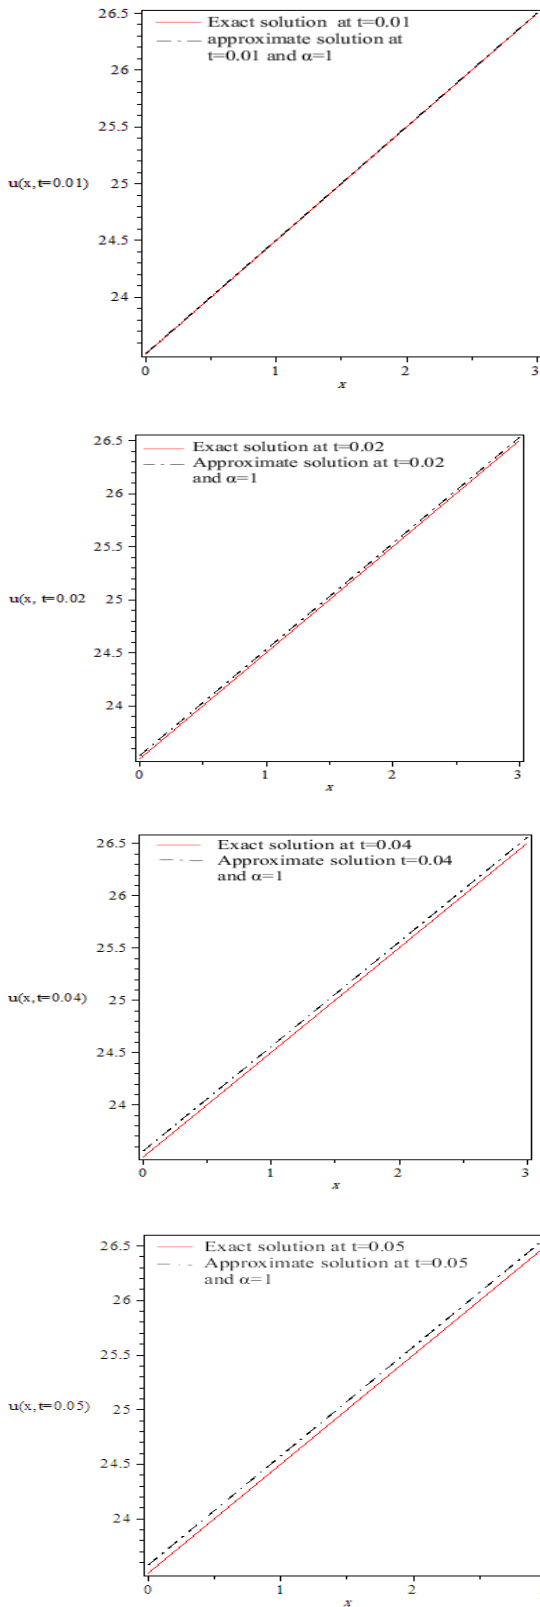 26.5
Exact solution at t=0.01
approximate solution at
t=0.01 and α=1
26
25.5
u(x,t=0.01)
25
24.5
24
0 1 2 3
x
26.5
Exact solution at t=0.02
Approximate solution at t=0.02
and α=1
26
25.5
u(x, t=0.02
25
24.5
24
0 1 2 3
x
26.5
Exact solution at t=0.04
Approximate solution t=0.04
and α=1
26
25.5
u(x,t=0.04)
25
24.5
24
0 1 2 3
x
26.5
Exact solution at t=0.05
Approximate solution at t=0.05
and α=1
26
25.5
u(x,t=0.05)
25
24.5
24
0 1 2 3
x